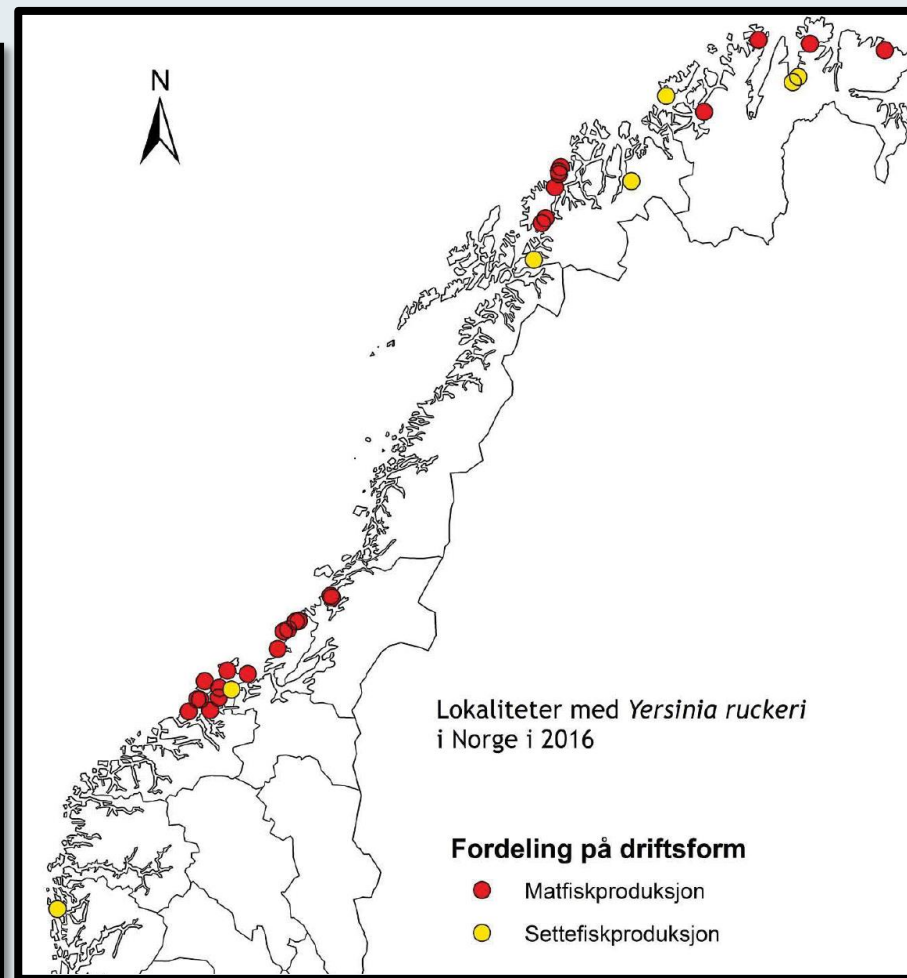 N
Lokaliteter med Yersinia ruckeri
i Norge i 2016
Fordeling på driftsform
Matfiskproduksjon
Settefiskproduksjon